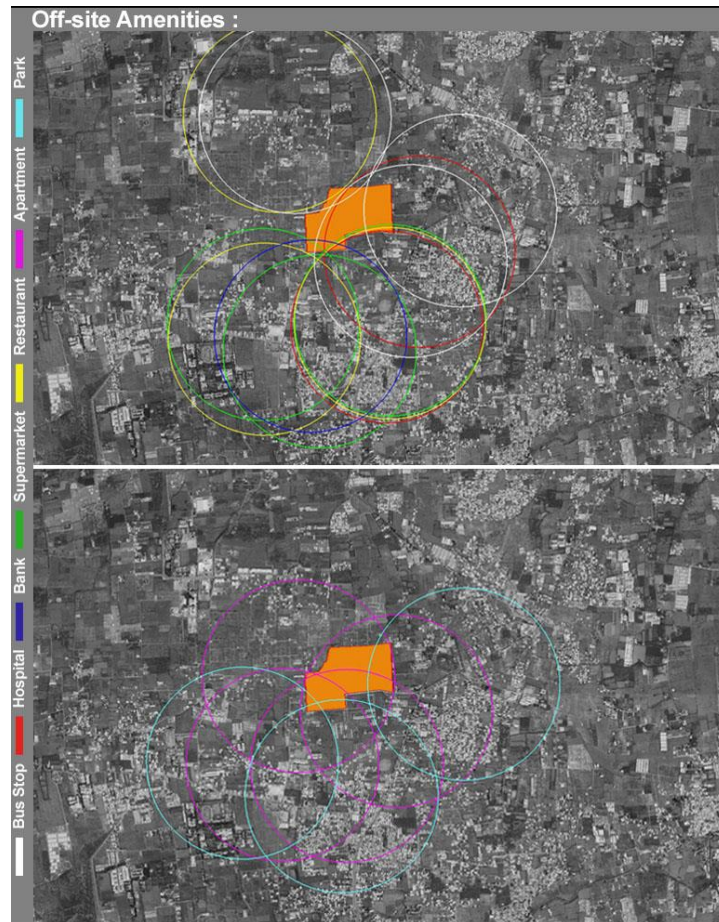 Off-site Amenities :
Park
Apartment
Restaurant
Supermarket
Bank
Hospital
Bus Stop